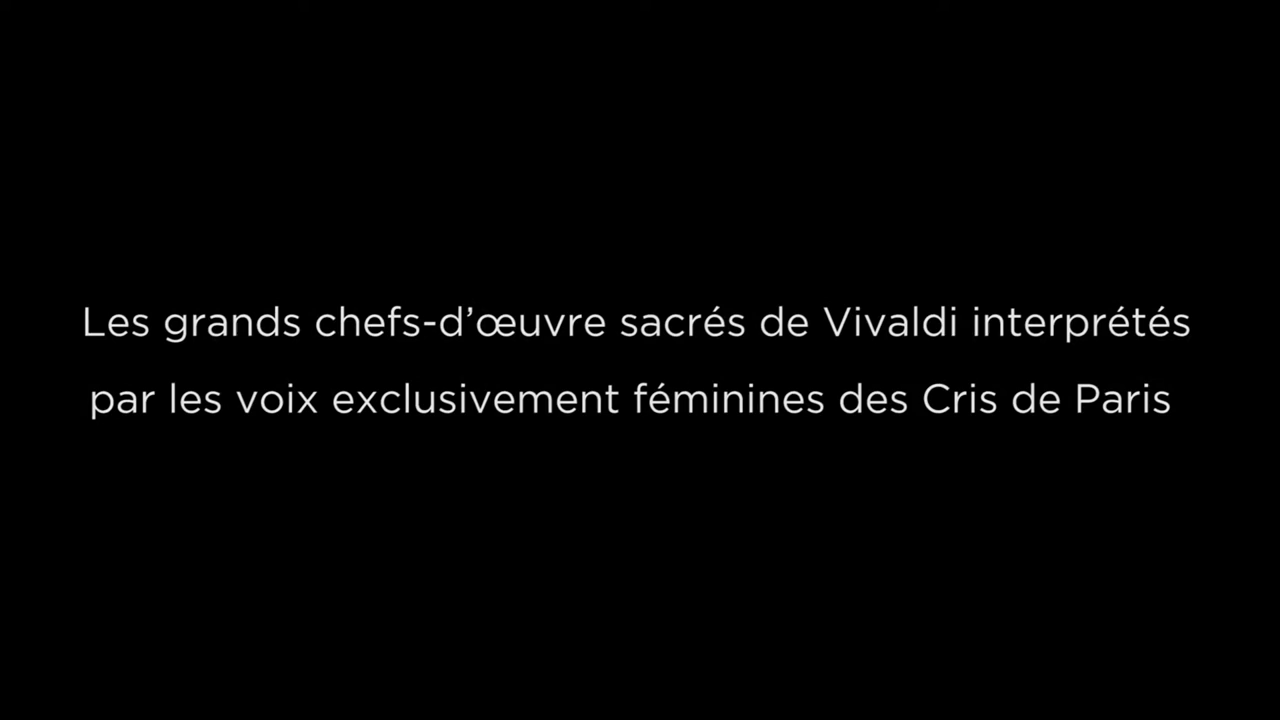 Les grands chefs-d’œuvre sacrés de Vivaldi interprétés
par les voix exclusivement féminines des Cris de Paris